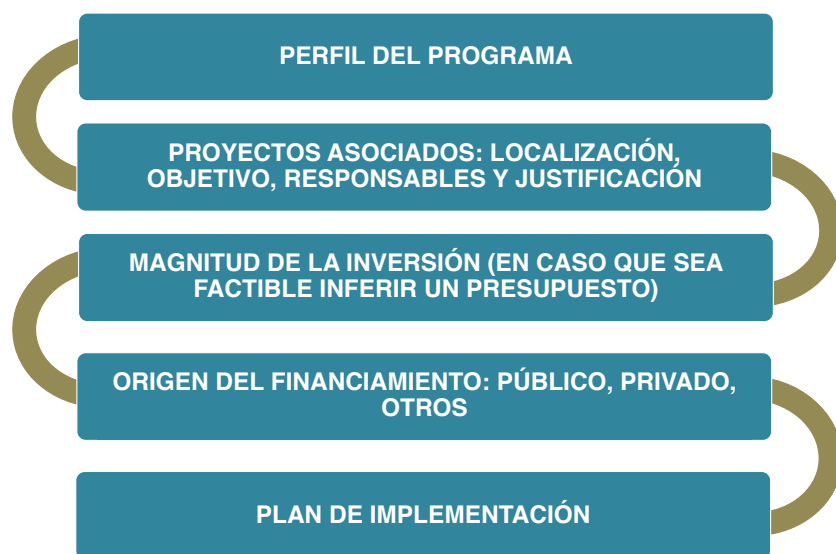 PERFIL DEL PROGRAMA
PROYECTOS ASOCIADOS: LOCALIZACIÓN,
OBJETIVO, RESPONSABLES Y JUSTIFICACIÓN
MAGNITUD DE LA INVERSIÓN (EN CASO QUE SEA
FACTIBLE INFERIR UN PRESUPUESTO)
ORIGEN DEL FINANCIAMIENTO: PÚBLICO, PRIVADO,
OTROS
PLAN DE IMPLEMENTACIÓN